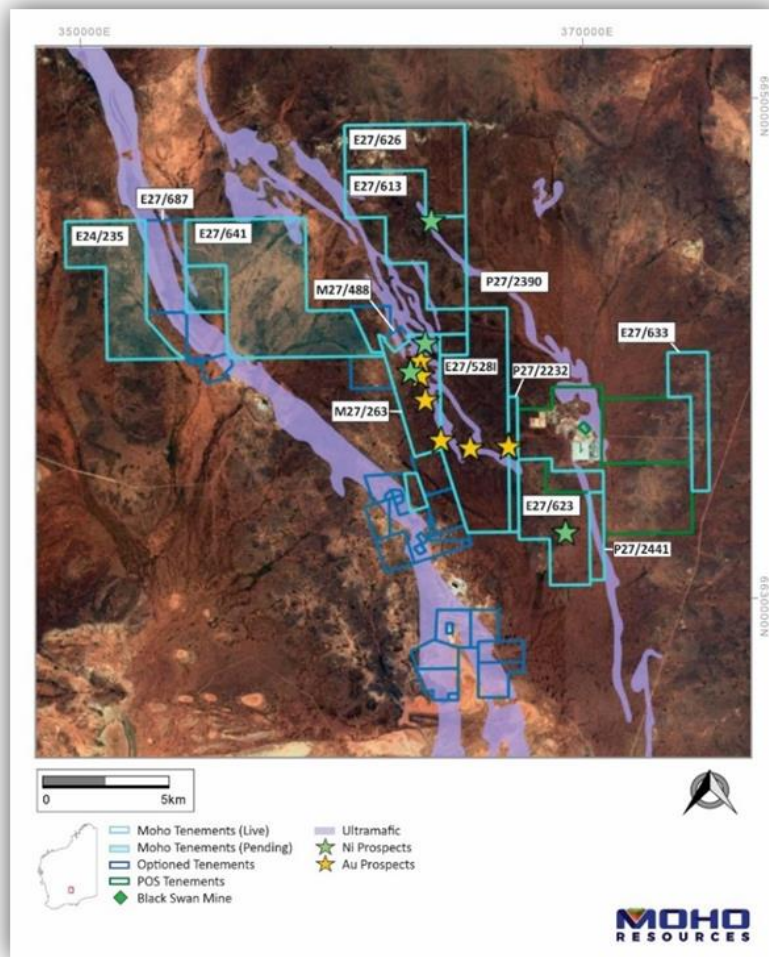 350000E
370000E
6650000N
E27/626
E27/613
E27/687
E24/235
E27/641
P27/2390
M27/488
E27/633
E27/528I
P27/2232
M27/263
E27/623
P27/2441
6630000N
0 5km
Moho Tenements (Live)
Moho Tenements (Pending)
Optioned Tenements
POS Tenements
Black Swan Mine
Ultramafic
Ni Prospects
Au Prospects
MOHO
RESOURCES